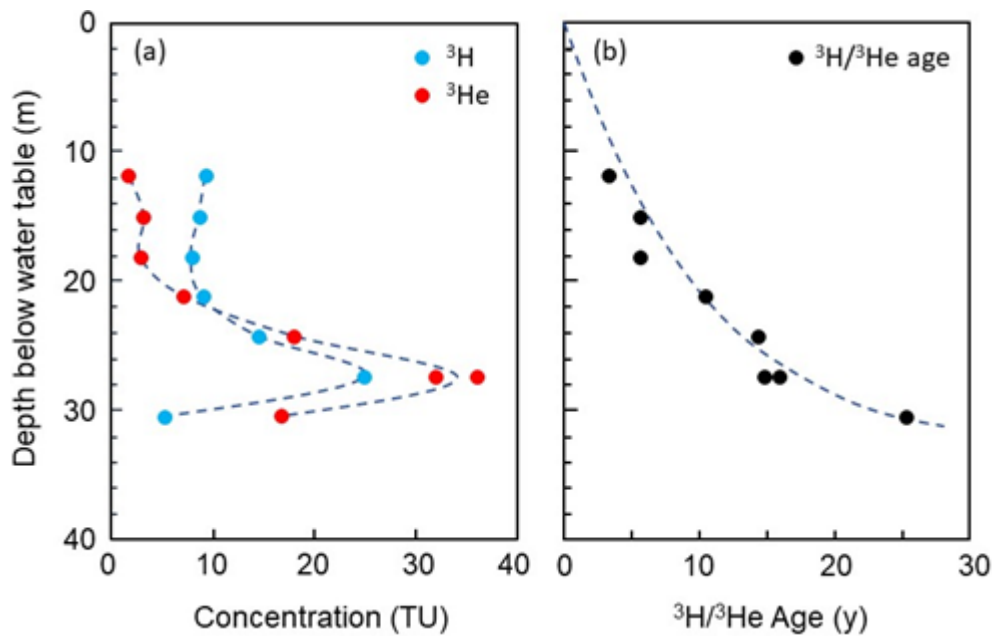 (a)
³H
³He
0
10
20
30
40
Depth below water table (m)
0 10 20 30 40
Concentration (TU)
(b)
³H/³He age
0 10 20 30
³H/³He Age (y)